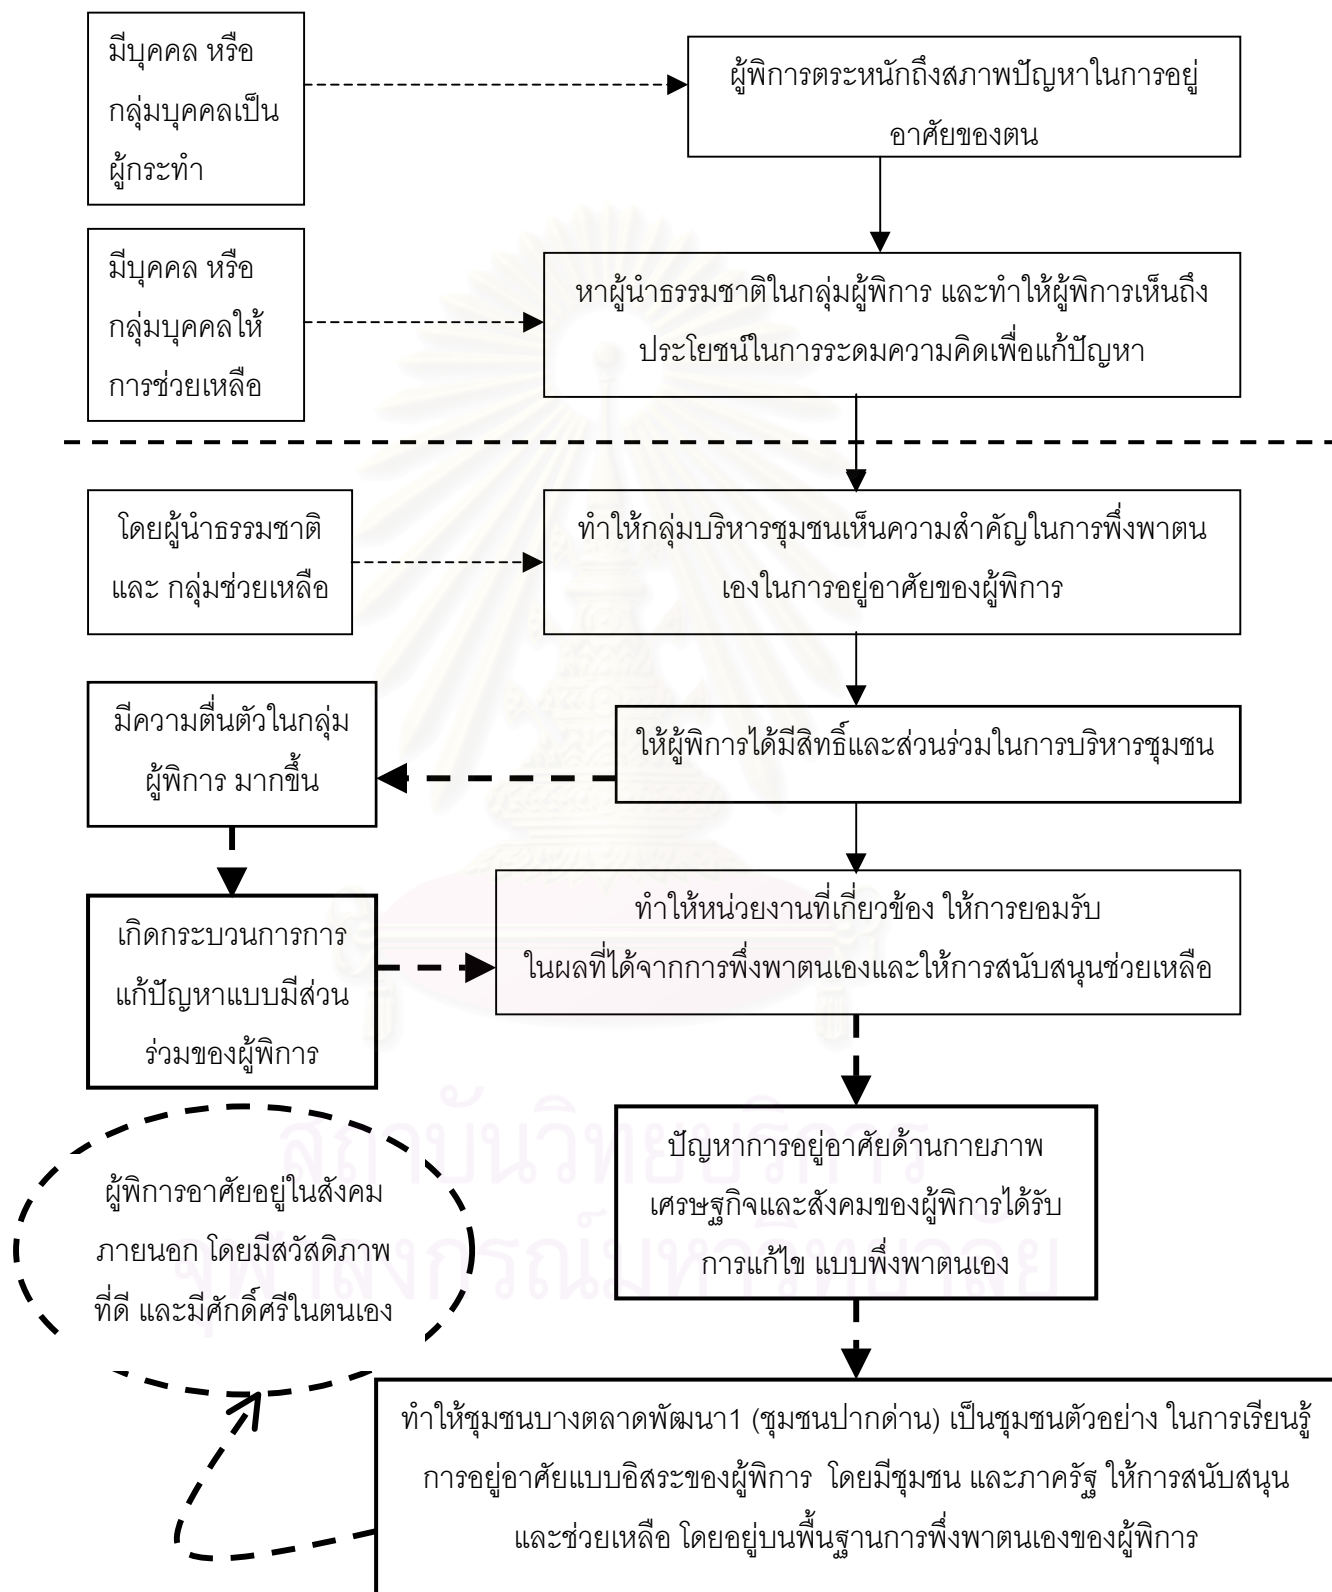 มีบุคคล หรือ
กลุ่มบุคคลเป็น
ผู้กระทำ
ผู้พิการตระหนักถึงสภาพปัญหาในการอยู่
อาศัยของตน
มีบุคคล หรือ
กลุ่มบุคคลให้
การช่วยเหลือ
หาผู้นำธรรมชาติในกลุ่มผู้พิการ และทำให้ผู้พิการเห็นถึง
ประโยชน์ในการระดมความคิดเพื่อแก้ปัญหา
โดยผู้นำธรรมชาติ
และ กลุ่มช่วยเหลือ
ทำให้กลุ่มบริหารชุมชนเห็นความสำคัญในการพึ่งพาตน
เองในการอยู่อาศัยของผู้พิการ
มีความตื่นตัวในกลุ่ม
ผู้พิการ มากขึ้น
ให้ผู้พิการได้มีสิทธิ์และส่วนร่วมในการบริหารชุมชน
เกิดกระบวนการการ
แก้ปัญหาแบบมีส่วน
ร่วมของผู้พิการ
ทำให้หน่วยงานที่เกี่ยวข้อง ให้การยอมรับ
ในผลที่ได้จากการพึ่งพาตนเองและให้การสนับสนุนช่วยเหลือ
สถาบันวิทยบริการ
จุฬาลงกรณ์มหาวิทยาลัย
ปัญหาการอยู่อาศัยด้านกายภาพ
เศรษฐกิจและสังคมของผู้พิการได้รับ
การแก้ไข แบบพึ่งพาตนเอง
ผู้พิการอาศัยอยู่ในสังคม
ภายนอก โดยมีสวัสดิภาพ
ที่ดี และมีศักดิ์ศรีในตนเอง
ทำให้ชุมชนบางตลาดพัฒนา1 (ชุมชนปากด่าน) เป็นชุมชนตัวอย่าง ในการเรียนรู้
การอยู่อาศัยแบบอิสระของผู้พิการ โดยมีชุมชน และภาครัฐ ให้การสนับสนุน
และช่วยเหลือ โดยอยู่บนพื้นฐานการพึ่งพาตนเองของผู้พิการ